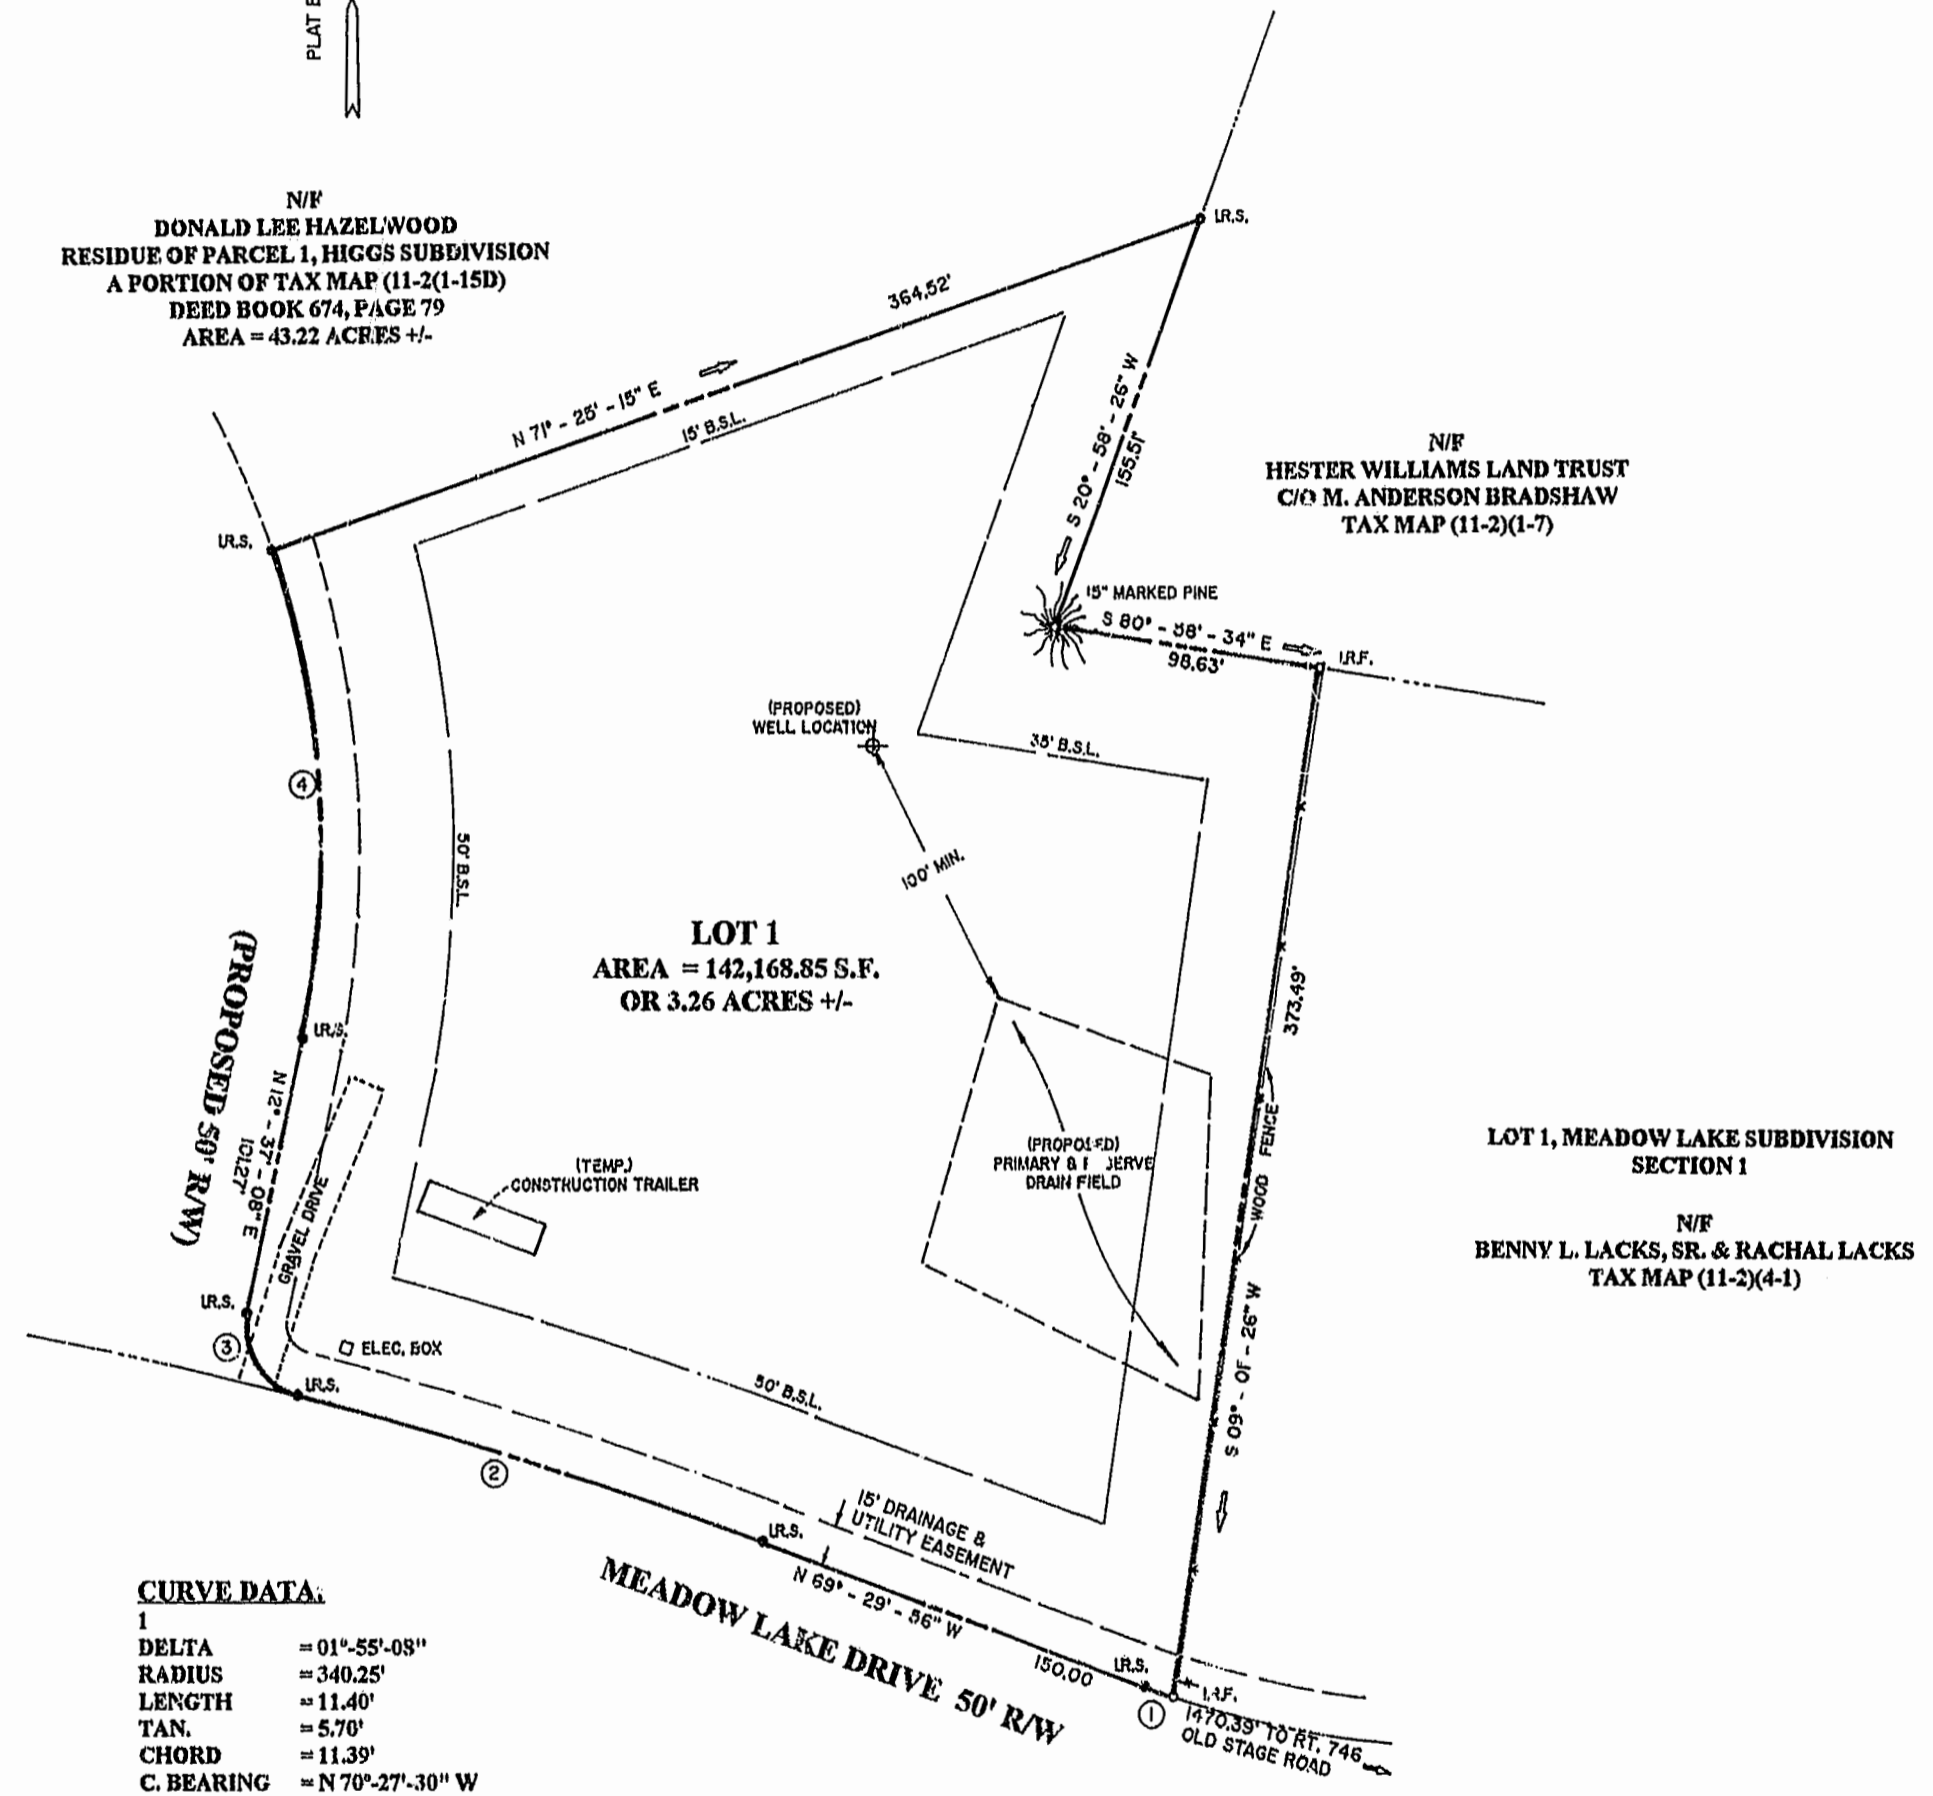 PLAT
N/F
DONALD LEE HAZELWOOD
RESIDUE OF PARCEL 1, HIGGS SUBDIVISION
A PORTION OF TAX MAP (11-2(1-15D)
DEED BOOK 674, PAGE 79
AREA = 43.22 ACRES +/-
I.R.S.
364.52'
N 71° - 25' - 15" E
15' B.S.L.
S 20° - 58' - 26" W
155.51'
N/F
HESTER WILLIAMS LAND TRUST
C/O M. ANDERSON BRADSHAW
TAX MAP (11-2)(1-7)
I.R.S.
15" MARKED PINE
S 80° - 58' - 34" E
98.63'
I.R.F.
(PROPOSED)
WELL LOCATION
35' B.S.L.
4
50' B.S.L.
100' MIN.
LOT 1
AREA = 142,168.85 S.F.
OR 3.26 ACRES +/-
373.49'
(PROPOSED 50' R/W)
I.R.S.
N 12° - 37' - 08" E
101.27'
GRAVEL DRIVE
(TEMP.)
CONSTRUCTION TRAILER
(PROPOSED)
PRIMARY &
DRAIN FIELD
WOOD FENCE
LOT 1, MEADOW LAKE SUBDIVISION
SECTION 1
N/F
BENNY L. LACKS, SR. & RACHAL LACKS
TAX MAP (11-2)(4-1)
S 09° - 01' - 26" W
I.R.S.
3
ELEC. BOX
I.R.S.
50' B.S.L.
2
15' DRAINAGE &
UTILITY EASEMENT
I.R.S.
N 69° - 29' - 56" W
150.00
MEADOW LAKE DRIVE 50' R/W
I.R.S.
I.R.F.
1
1470.39' TO RT. 746
OLD STAGE ROAD
CURVE DATA:
1
DELTA = 01°-55'-08"
RADIUS = 340.25'
LENGTH = 11.40'
TAN. = 5.70'
CHORD = 11.39'
C. BEARING = N 70°-27'-30" W